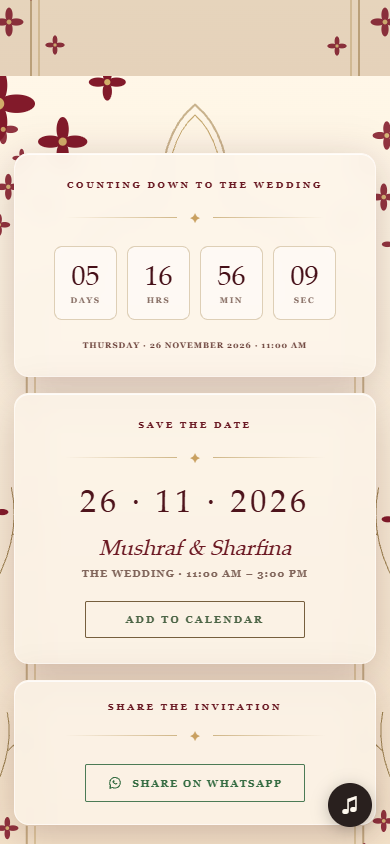 COUNTING DOWN TO THE WEDDING
05 16 56 09
DAYS HRS MIN SEC
THURSDAY · 26 NOVEMBER 2026 · 11:00 AM
SAVE THE DATE
26 · 11 · 2026
Mushraf & Sharfina
THE WEDDING · 11:00 AM – 3:00 PM
ADD TO CALENDAR
SHARE THE INVITATION
SHARE ON WHATSAPP